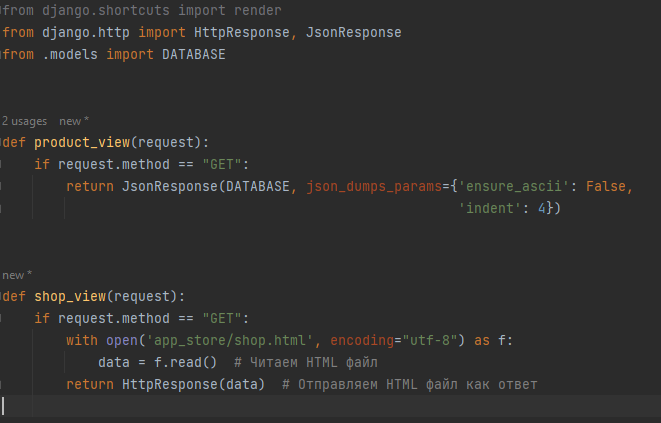 from django.shortcuts import render
from django.http import HttpResponse, JsonResponse
from .models import DATABASE
2 usages   new *
def product_view(request):
    if request.method == "GET":
        return JsonResponse(DATABASE, json_dumps_params={'ensure_ascii': False,
                                                         'indent': 4})
new *
def shop_view(request):
    if request.method == "GET":
        with open('app_store/shop.html', encoding="utf-8") as f:
            data = f.read()  # Читаем HTML файл
        return HttpResponse(data)  # Отправляем HTML файл как ответ